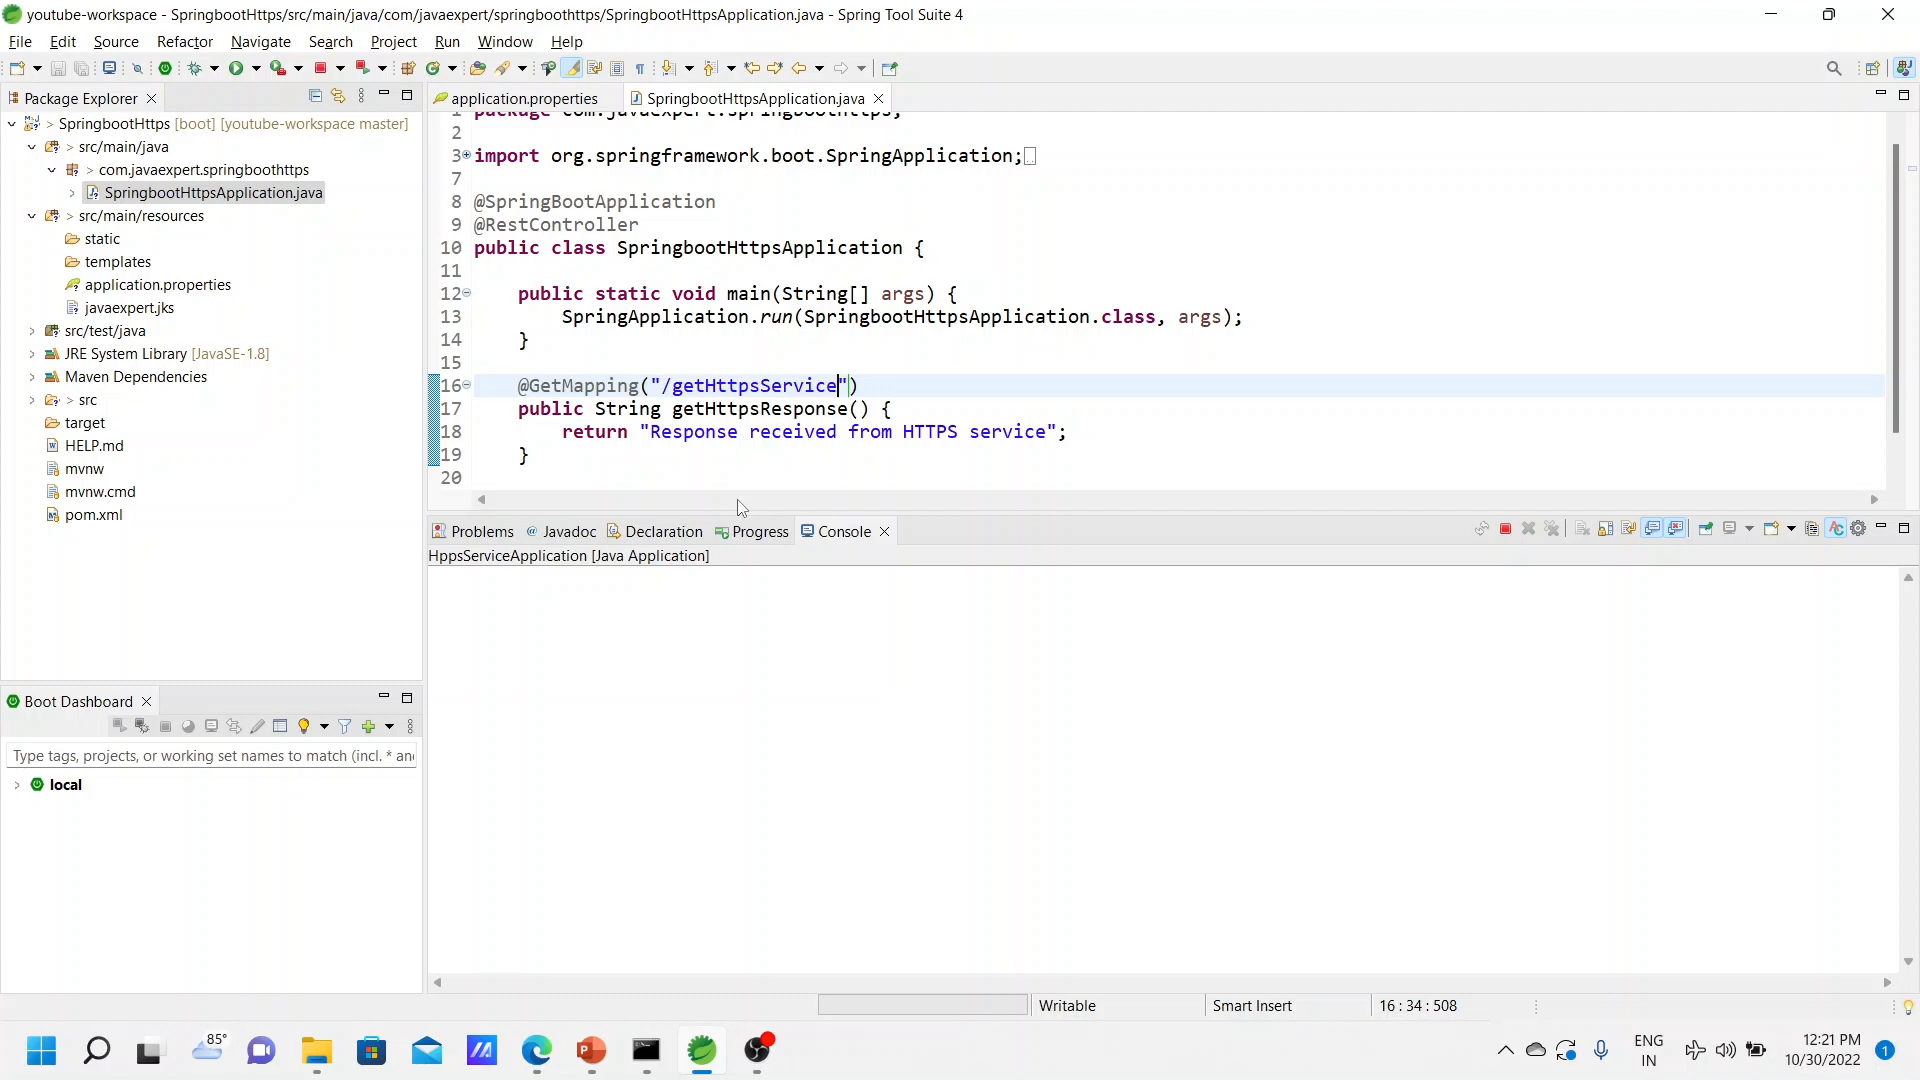 youtube-workspace - SpringbootHttps/src/main/java/com/javaexpert/springboothttps/SpringbootHttpsApplication.java - Spring Tool Suite 4
File Edit Source Refactor Navigate Search Project Run Window Help
Package Explorer
SpringbootHttps [boot] [youtube-workspace master]
src/main/java
com.javaexpert.springboothttps
SpringbootHttpsApplication.java
src/main/resources
static
templates
application.properties
javaexpert.jks
src/test/java
JRE System Library [JavaSE-1.8]
Maven Dependencies
src
target
HELP.md
mvnw
mvnw.cmd
pom.xml
application.properties SpringbootHttpsApplication.java
1 package com.javaexpert.springboothttps;
2
3 import org.springframework.boot.SpringApplication;
7
8 @SpringBootApplication
9 @RestController
10 public class SpringbootHttpsApplication {
11
12 public static void main(String[] args) {
13 SpringApplication.run(SpringbootHttpsApplication.class, args);
14 }
15
16 @GetMapping("/getHttpsService")
17 public String getHttpsResponse() {
18 return "Response received from HTTPS service";
19 }
20
Problems Javadoc Declaration Progress Console
HppsServiceApplication [Java Application]
Boot Dashboard
Type tags, projects, or working set names to match (incl. * an
local
Writable Smart Insert 16 : 34 : 508
85°
ENG
IN
12:21 PM
10/30/2022
1